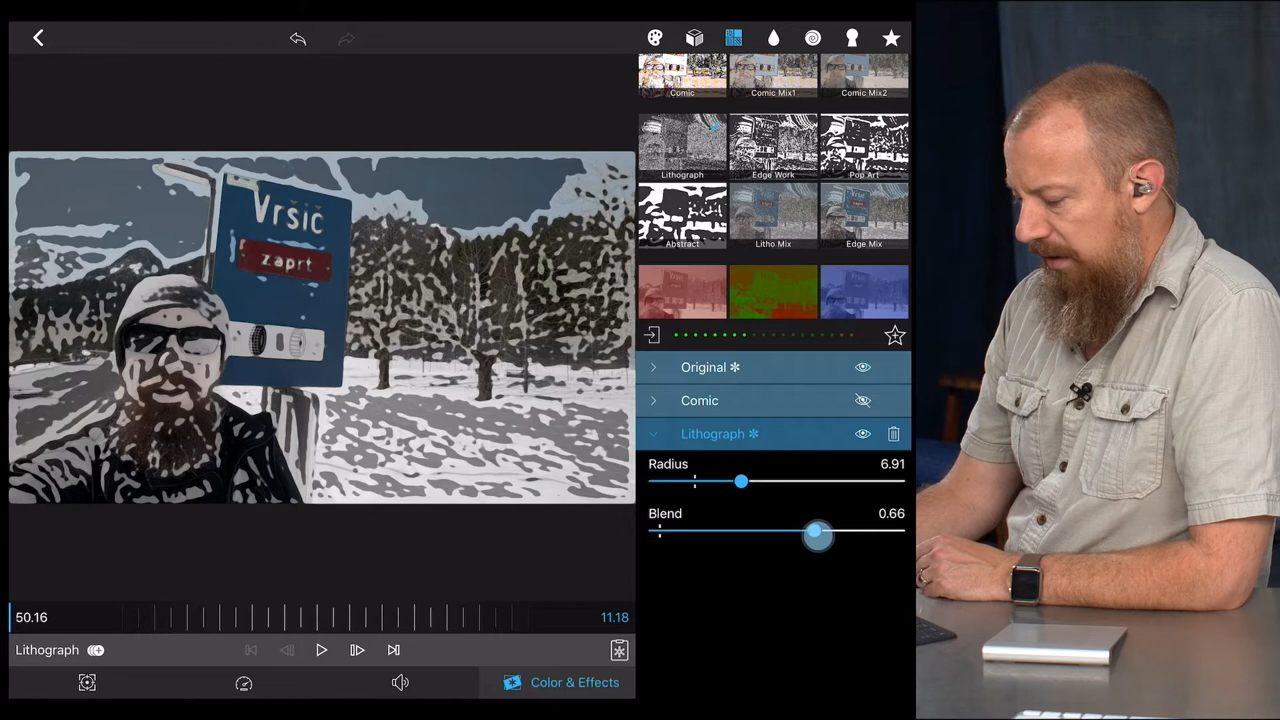 Comic
Comic Mix1
Comic Mix2
Lithograph
Edge Work
Pop Art
Abstract
Litho Mix
Edge Mix
Original
Comic
Lithograph
Radius
6.91
Blend
0.66
Vršič
zaprt
50.16
11.18
Lithograph
Color & Effects